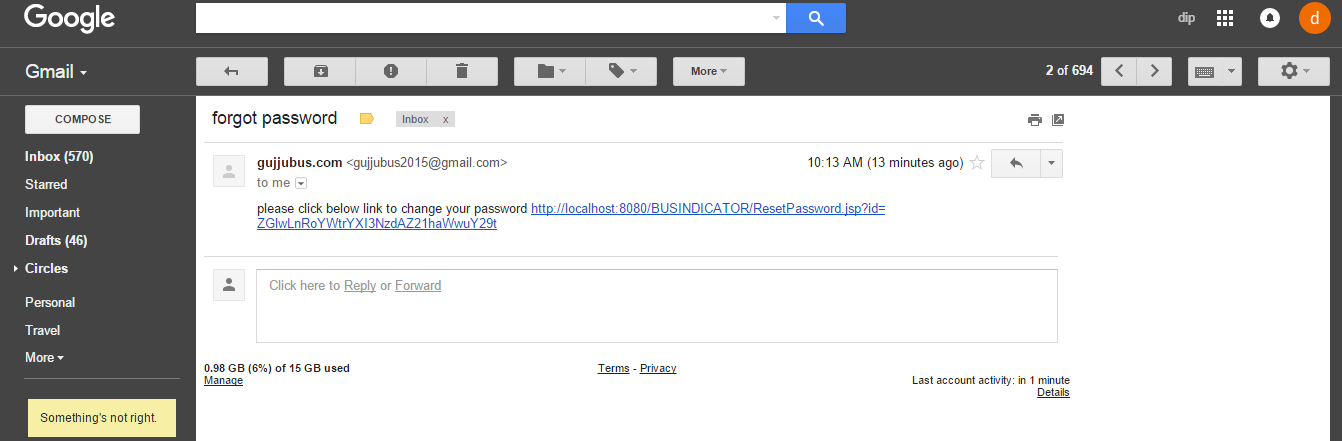 Google
dip
d
Gmail
More
2 of 694
COMPOSE
forgot password
Inbox x
Inbox (570)
Starred
Important
Drafts (46)
Circles
Personal
Travel
More
gujjubus.com <gujjubus2015@gmail.com>
10:13 AM (13 minutes ago)
to me
please click below link to change your password http://localhost:8080/BUSINDICATOR/ResetPassword.jsp?id=
ZGlwLnRoYWtrYXI3NzdAZ21haWwuY29t
Click here to Reply or Forward
0.98 GB (6%) of 15 GB used
Manage
Terms - Privacy
Last account activity: in 1 minute
Details
Something's not right.